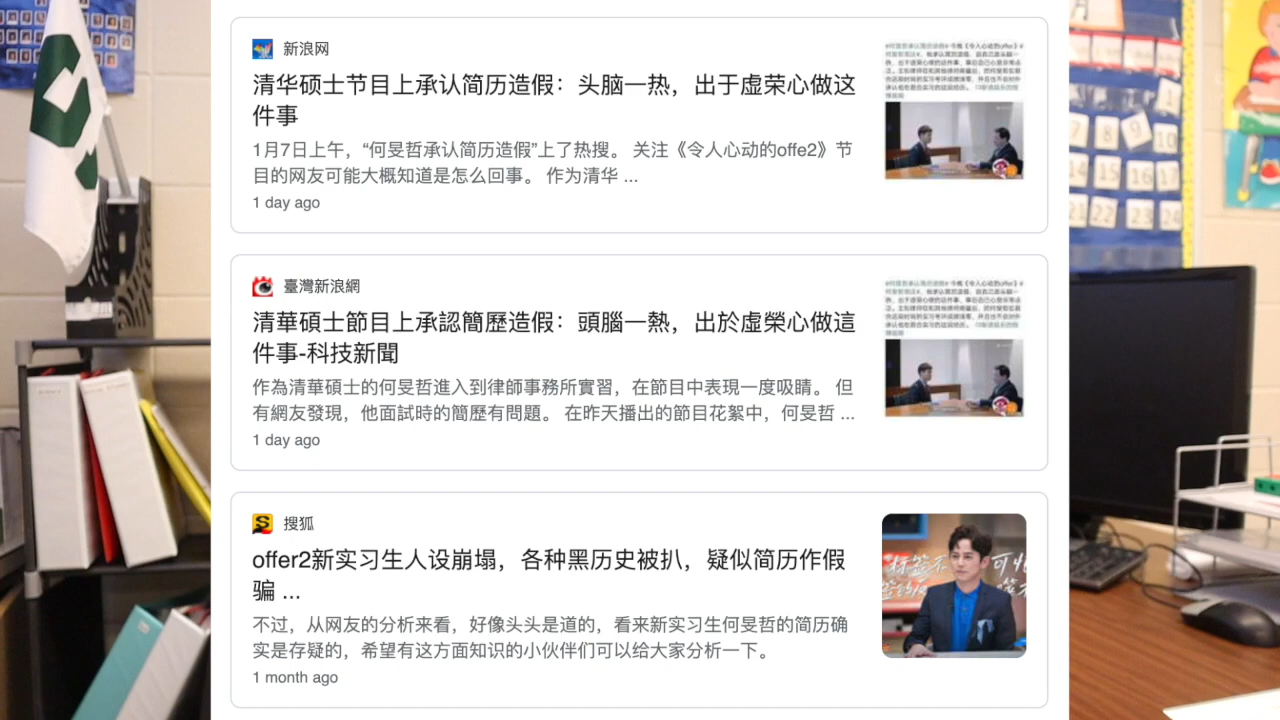 新浪网
清华硕士节目上承认简历造假：头脑一热，出于虚荣心做这
件事
1月7日上午，“何旻哲承认简历造假”上了热搜。 关注《令人心动的offe2》节
目的网友可能大概知道是怎么回事。 作为清华 ...
1 day ago
臺灣新浪網
清華碩士節目上承認簡歷造假：頭腦一熱，出於虛榮心做這
件事-科技新聞
作為清華碩士的何旻哲進入到律師事務所實習，在節目中表現一度吸睛。 但
有網友發現，他面試時的簡歷有問題。 在昨天播出的節目花絮中，何旻哲 ...
1 day ago
搜狐
offer2新实习生人设崩塌，各种黑历史被扒，疑似简历作假
骗 ...
不过，从网友的分析来看，好像头头是道的，看来新实习生何旻哲的简历确
实是存疑的，希望有这方面知识的小伙伴们可以给大家分析一下。
1 month ago